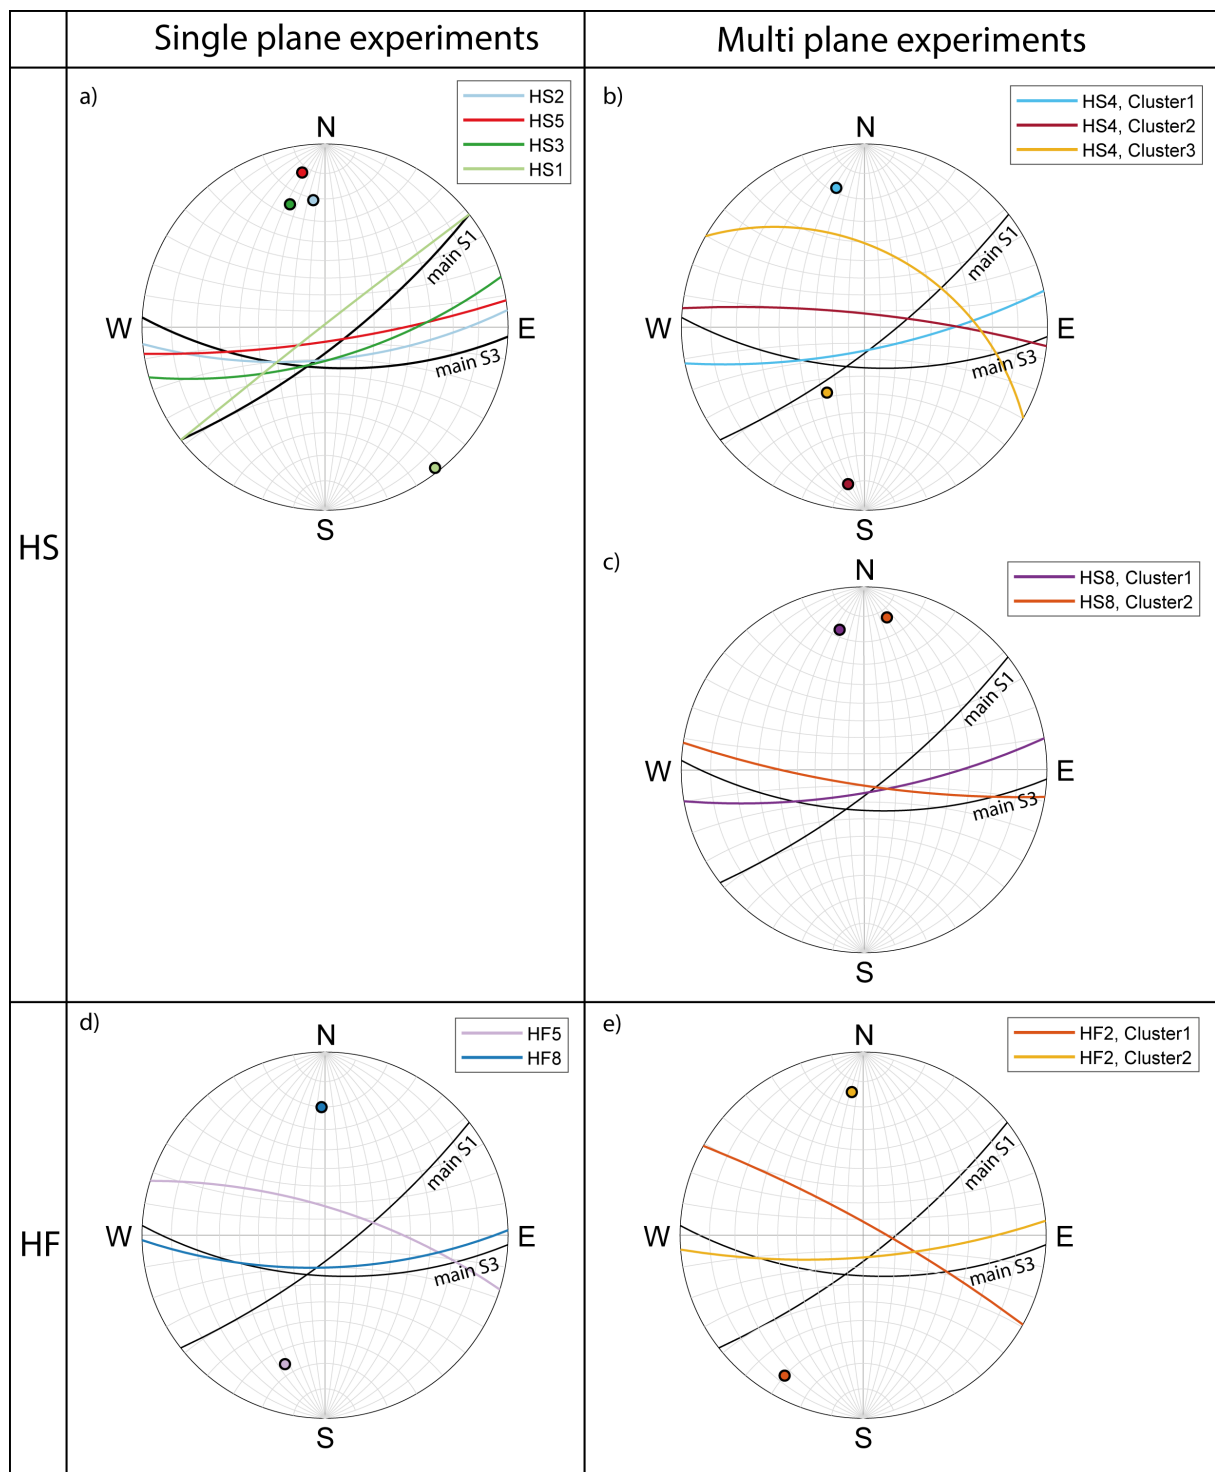 Single plane experiments
Multi plane experiments
HS
a)
HS2
HS5
HS3
HS1
N
W
E
S
main S1
main S3
b)
HS4, Cluster1
HS4, Cluster2
HS4, Cluster3
N
W
E
S
main S1
main S3
c)
HS8, Cluster1
HS8, Cluster2
N
W
E
S
main S1
main S3
HF
d)
HF5
HF8
N
W
E
S
main S1
main S3
e)
HF2, Cluster1
HF2, Cluster2
N
W
E
S
main S1
main S3